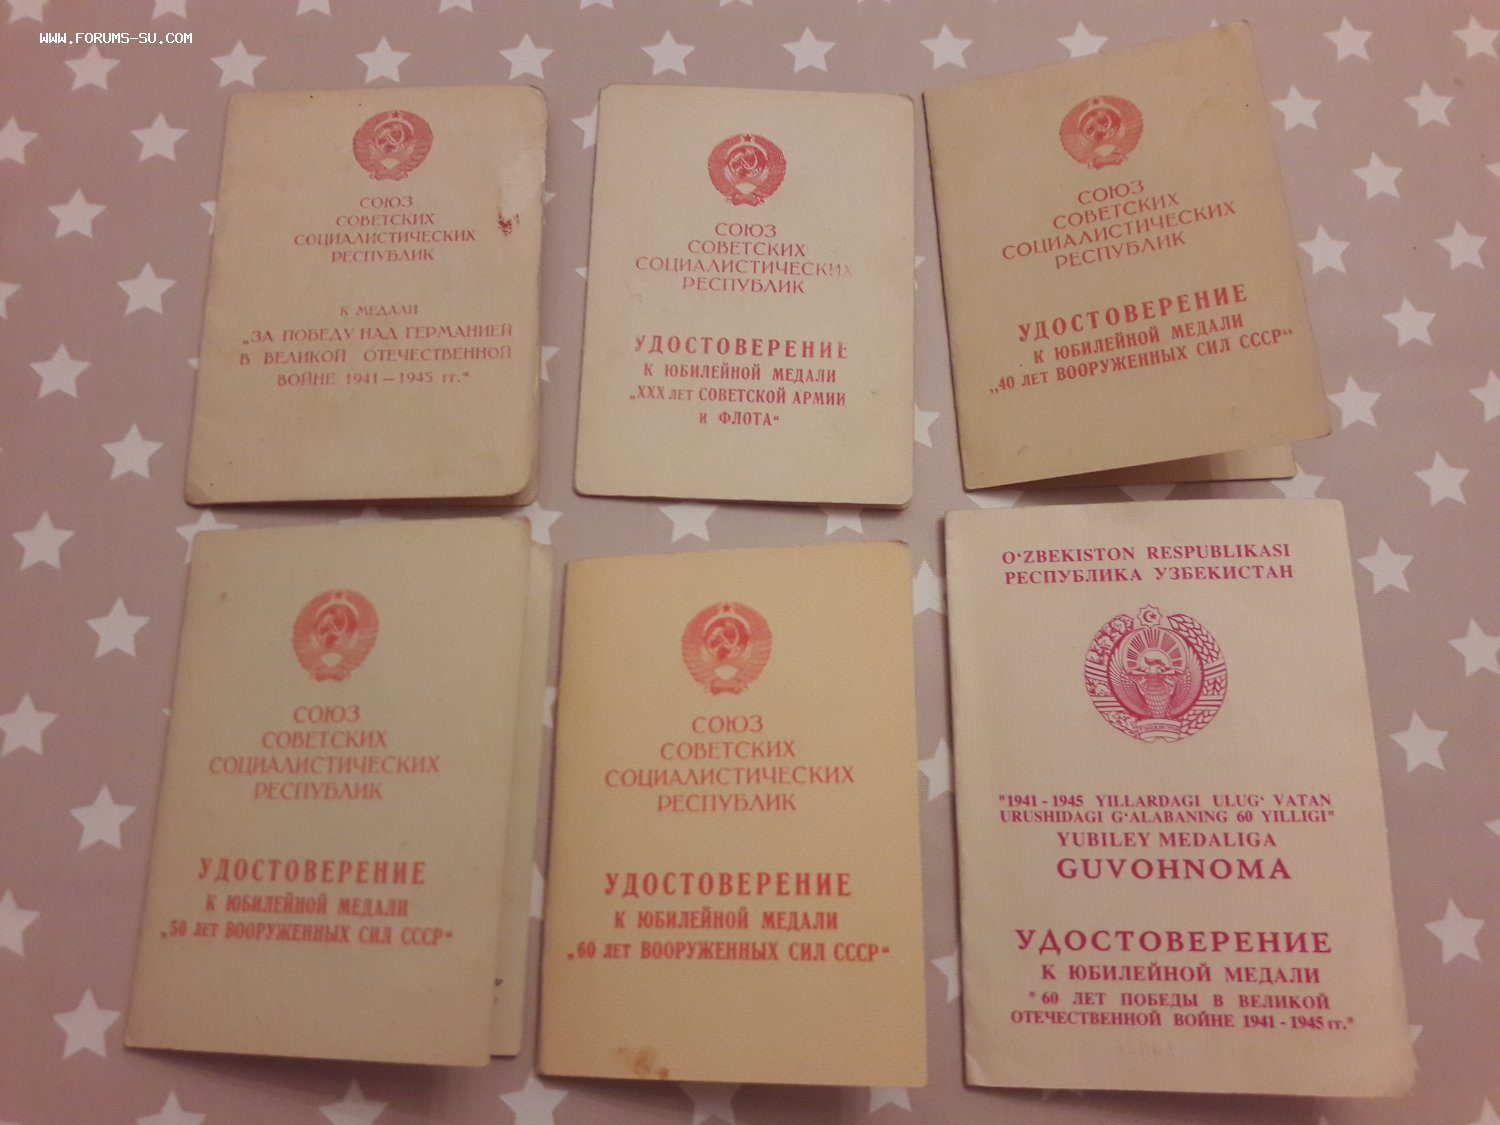 WWW.FORUMS-SU.COM
СОЮЗ
СОВЕТСКИХ
СОЦИАЛИСТИЧЕСКИХ
РЕСПУБЛИК
К МЕДАЛИ
„ЗА ПОБЕДУ НАД ГЕРМАНИЕЙ
В ВЕЛИКОЙ ОТЕЧЕСТВЕННОЙ
ВОЙНЕ 1941—1945 гг.“
СОЮЗ
СОВЕТСКИХ
СОЦИАЛИСТИЧЕСКИХ
РЕСПУБЛИК
УДОСТОВЕРЕНИЕ
К ЮБИЛЕЙНОЙ МЕДАЛИ
„XXX лет СОВЕТСКОЙ АРМИИ
и ФЛОТА“
СОЮЗ
СОВЕТСКИХ
СОЦИАЛИСТИЧЕСКИХ
РЕСПУБЛИК
УДОСТОВЕРЕНИЕ
К ЮБИЛЕЙНОЙ МЕДАЛИ
„40 лет ВООРУЖЕННЫХ СИЛ СССР“
СОЮЗ
СОВЕТСКИХ
СОЦИАЛИСТИЧЕСКИХ
РЕСПУБЛИК
УДОСТОВЕРЕНИЕ
К ЮБИЛЕЙНОЙ МЕДАЛИ
„50 лет ВООРУЖЕННЫХ СИЛ СССР“
СОЮЗ
СОВЕТСКИХ
СОЦИАЛИСТИЧЕСКИХ
РЕСПУБЛИК
УДОСТОВЕРЕНИЕ
К ЮБИЛЕЙНОЙ МЕДАЛИ
„60 лет ВООРУЖЕННЫХ СИЛ СССР“
O‘ZBEKISTON RESPUBLIKASI
РЕСПУБЛИКА УЗБЕКИСТАН
"1941 - 1945 YILLARDAGI ULUG‘ VATAN
URUSHIDAGI G‘ALABANING 60 YILLIGI"
YUBILEY MEDALIGA
GUVOHNOMA
УДОСТОВЕРЕНИЕ
К ЮБИЛЕЙНОЙ МЕДАЛИ
"60 ЛЕТ ПОБЕДЫ В ВЕЛИКОЙ
ОТЕЧЕСТВЕННОЙ ВОЙНЕ 1941 - 1945 гг."